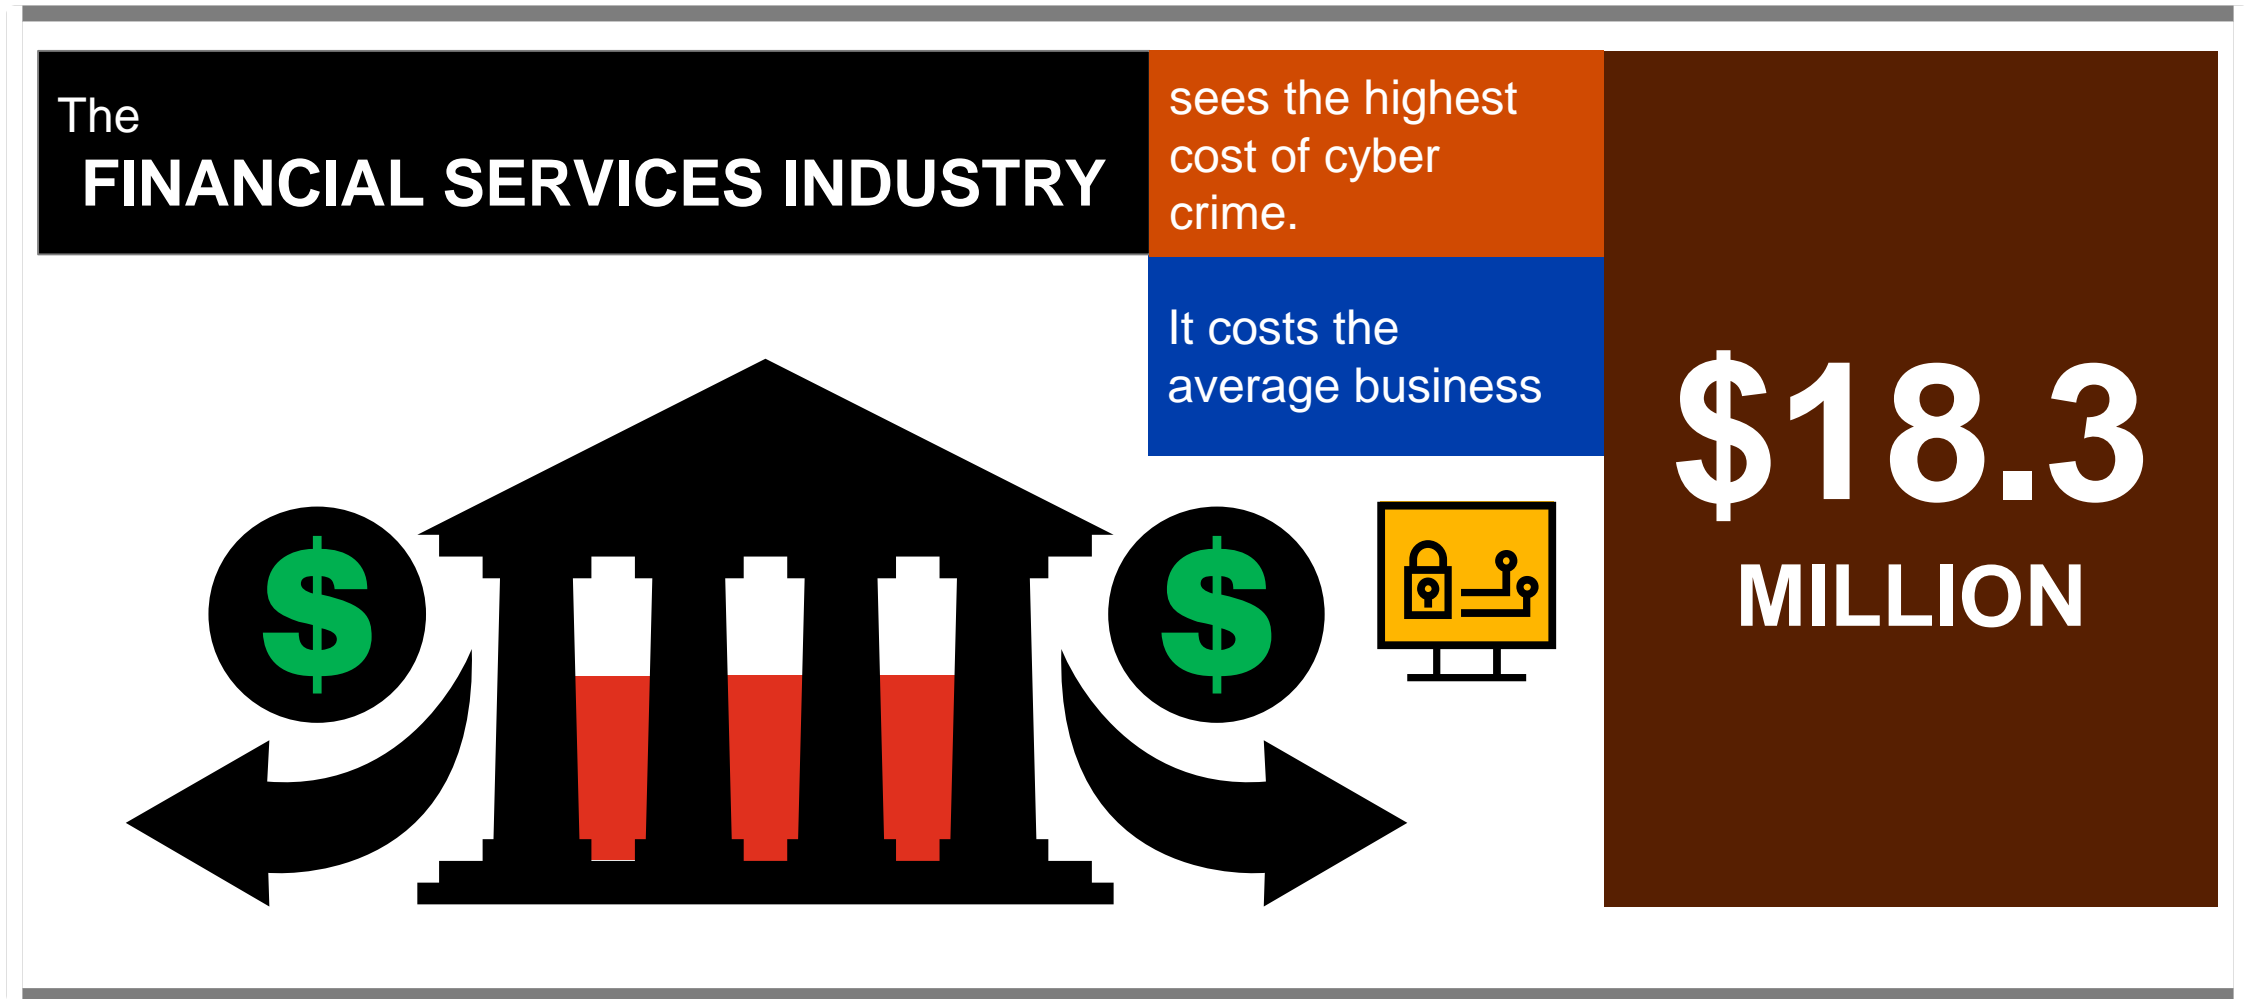 The
FINANCIAL SERVICES INDUSTRY
sees the highest
cost of cyber
crime.
It costs the
average business
$18.3
MILLION
$
$